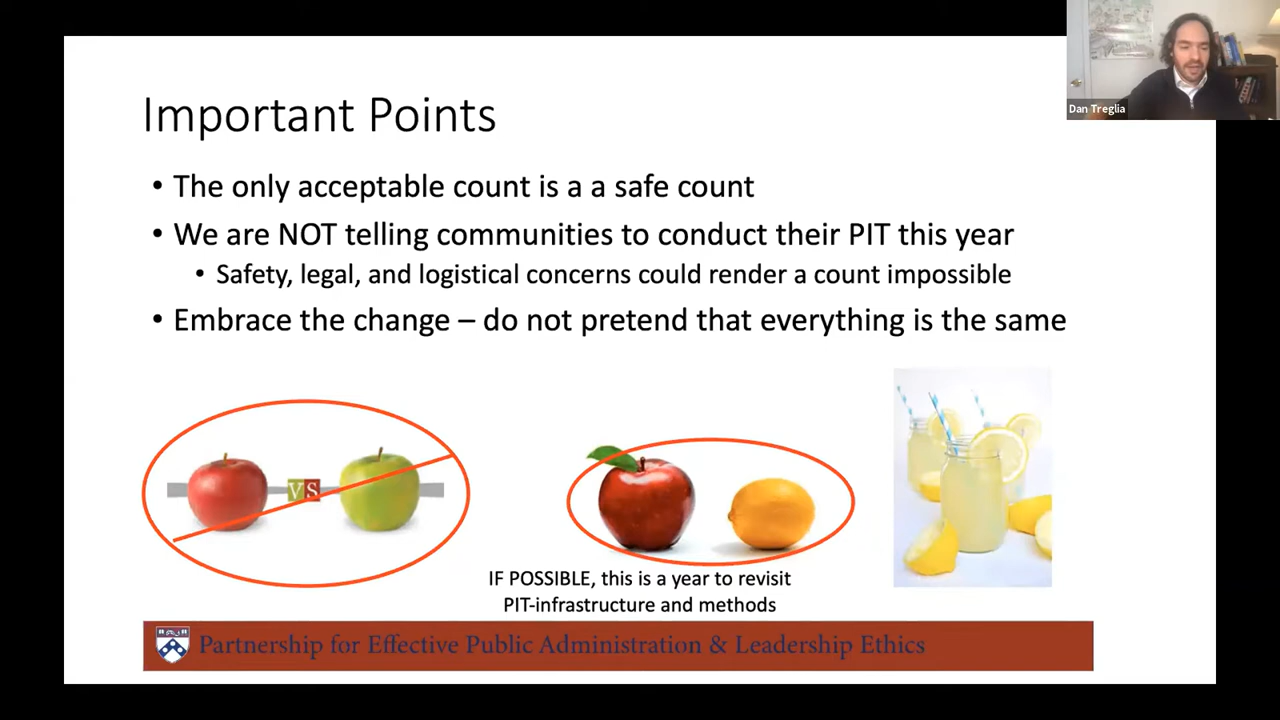 Dan Treglia
Important Points
• The only acceptable count is a a safe count
• We are NOT telling communities to conduct their PIT this year
• Safety, legal, and logistical concerns could render a count impossible
• Embrace the change – do not pretend that everything is the same
VS
IF POSSIBLE, this is a year to revisit
PIT-infrastructure and methods
Partnership for Effective Public Administration & Leadership Ethics